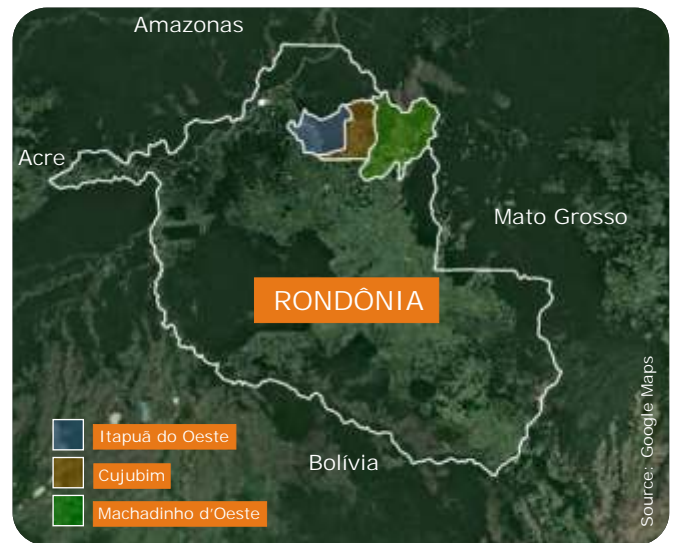 Amazonas
Acre
Mato Grosso
RONDÔNIA
Itapuã do Oeste
Cujubim
Machadinho d'Oeste
Bolívia
Source: Google Maps